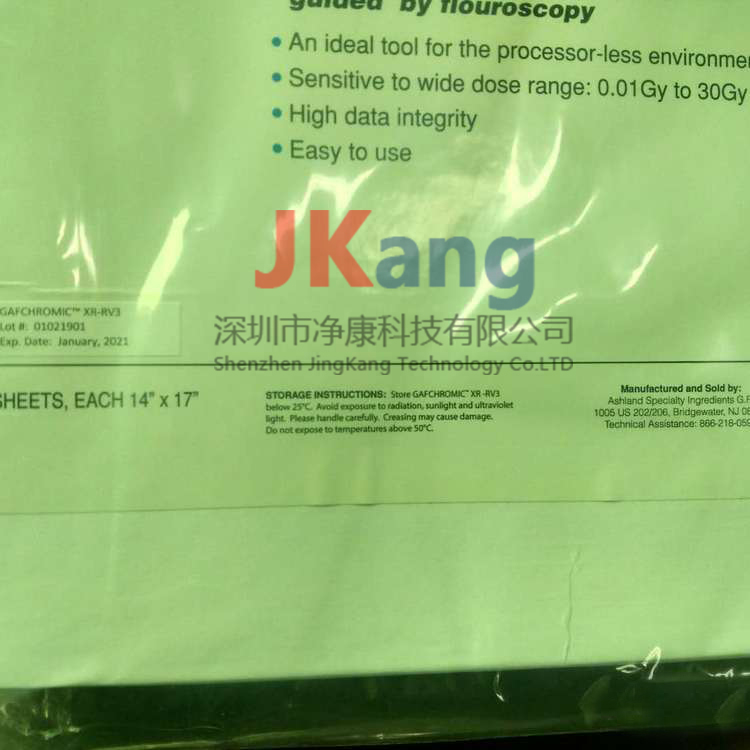 guided by flouroscopy
• An ideal tool for the processor-less
• Sensitive to wide dose range: 0.01Gy to 30Gy
• High data integrity
• Easy to use
JKang
深圳市净康科技有限公司
Shenzhen JingKang Technology Co.LTD
GAFCHROMIC™ XR-RV3
Lot #: 01021901
Exp. Date: January, 2021
SHEETS, EACH 14" x 17"
STORAGE INSTRUCTIONS: Store GAFCHROMIC™ XR-RV3
below 25°C. Avoid exposure to radiation, sunlight and ultraviolet
light. Please handle carefully. Creasing may cause damage.
Do not expose to temperatures above 50°C.
Manufactured and Sold by:
Ashland Specialty Ingredients G.P
1005 US 202/206, Bridgewater, NJ
Technical Assistance: 866-218-